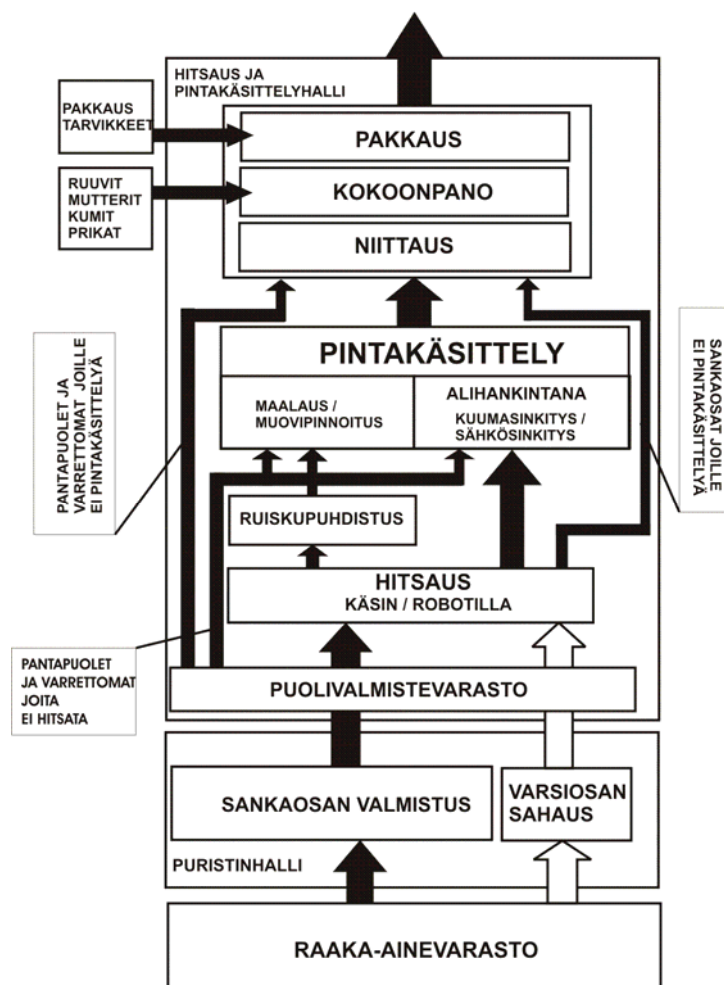 HITSAUS JA
PINTAKÄSITTELYHALLI
PAKKAUS
TARVIKKEET
PAKKAUS
RUUVIT
MUTTERIT
KUMIT
PRIKAT
KOKOONPANO
NIITTAUS
PINTAKÄSITTELY
MAALAUS /
MUOVIPINNOITUS
ALIHANKINTANA
KUUMASINKITYS /
SÄHKÖSINKITYS
PANTAPUOLET JA
VARRETTOMAT JOILLE
EI PINTAKÄSITTELYÄ
SANKAOSAT JOILLE
EI PINTAKÄSITTELYÄ
RUISKUPUHDISTUS
HITSAUS
KÄSIN / ROBOTILLA
PANTAPUOLET
JA VARRETTOMAT
JOITA
EI HITSATA
PUOLIVALMISTEVARASTO
SANKAOSAN VALMISTUS
VARSIOSAN
SAHAUS
PURISTINHALLI
RAAKA-AINEVARASTO